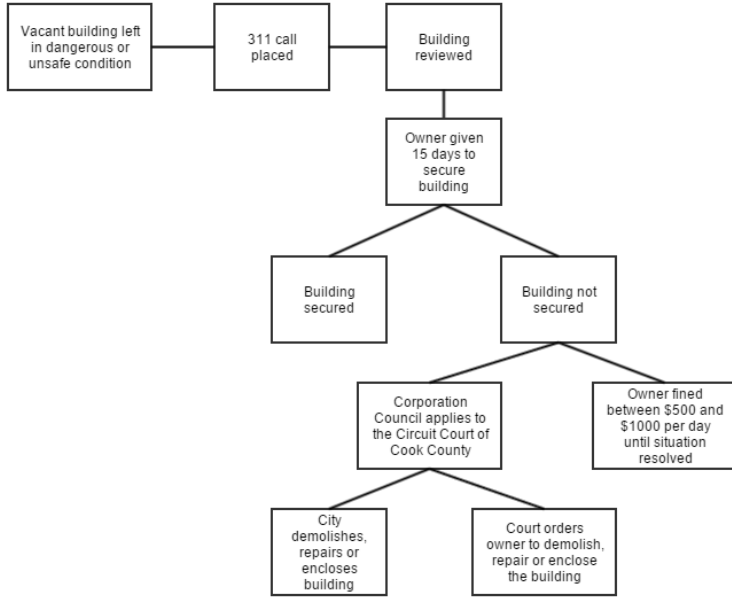 Vacant building left
in dangerous or
unsafe condition
311 call
placed
Building
reviewed
Owner given
15 days to
secure
building
Building
secured
Building not
secured
Corporation
Council applies to
the Circuit Court of
Cook County
Owner fined
between $500 and
$1000 per day
until situation
resolved
City
demolishes,
repairs or
encloses
building
Court orders
owner to demolish,
repair or enclose
the building